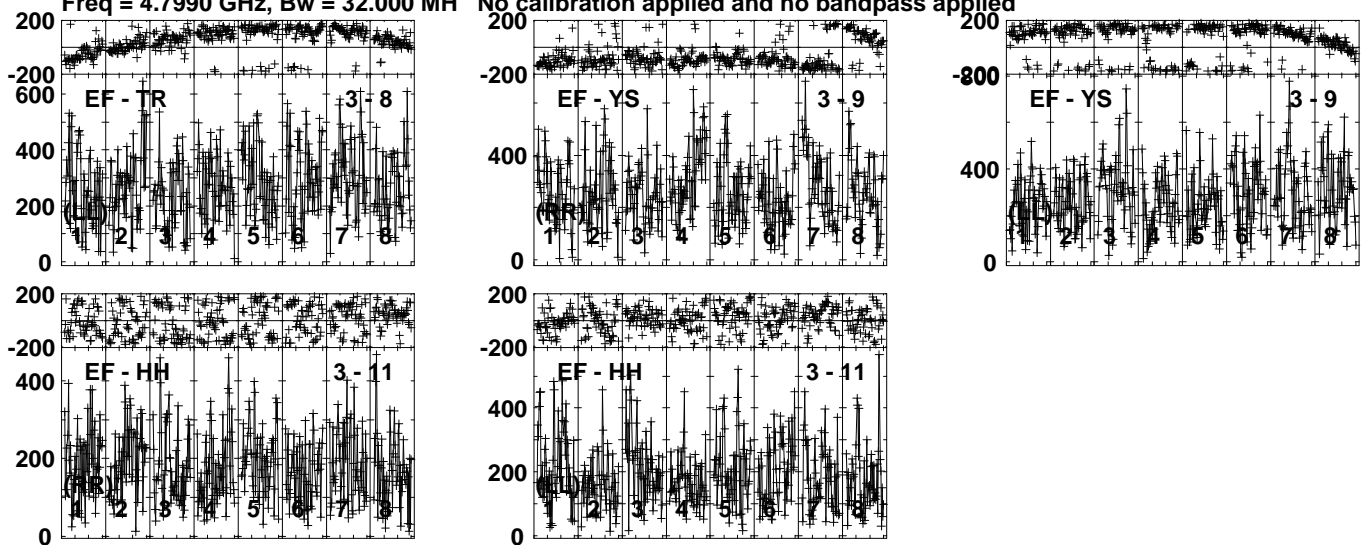 Freq = 4.7990 GHz, Bw = 32.000 MH No calibration applied and no bandpass applied
200
-200
600
400
200
0
EF - TR 3 - 8
(LL)
1 2 3 4 5 6 7 8
200
-200
400
0
EF - YS 3 - 9
(RR)
1 2 3 4 5 6 7 8
200
400
0
EF - YS 3 - 9
(LL)
1 2 3 4 5 6 7 8
200
-200
400
200
0
EF - HH 3 - 11
(RR)
1 2 3 4 5 6 7 8
200
-200
400
200
0
EF - HH 3 - 11
(LL)
1 2 3 4 5 6 7 8